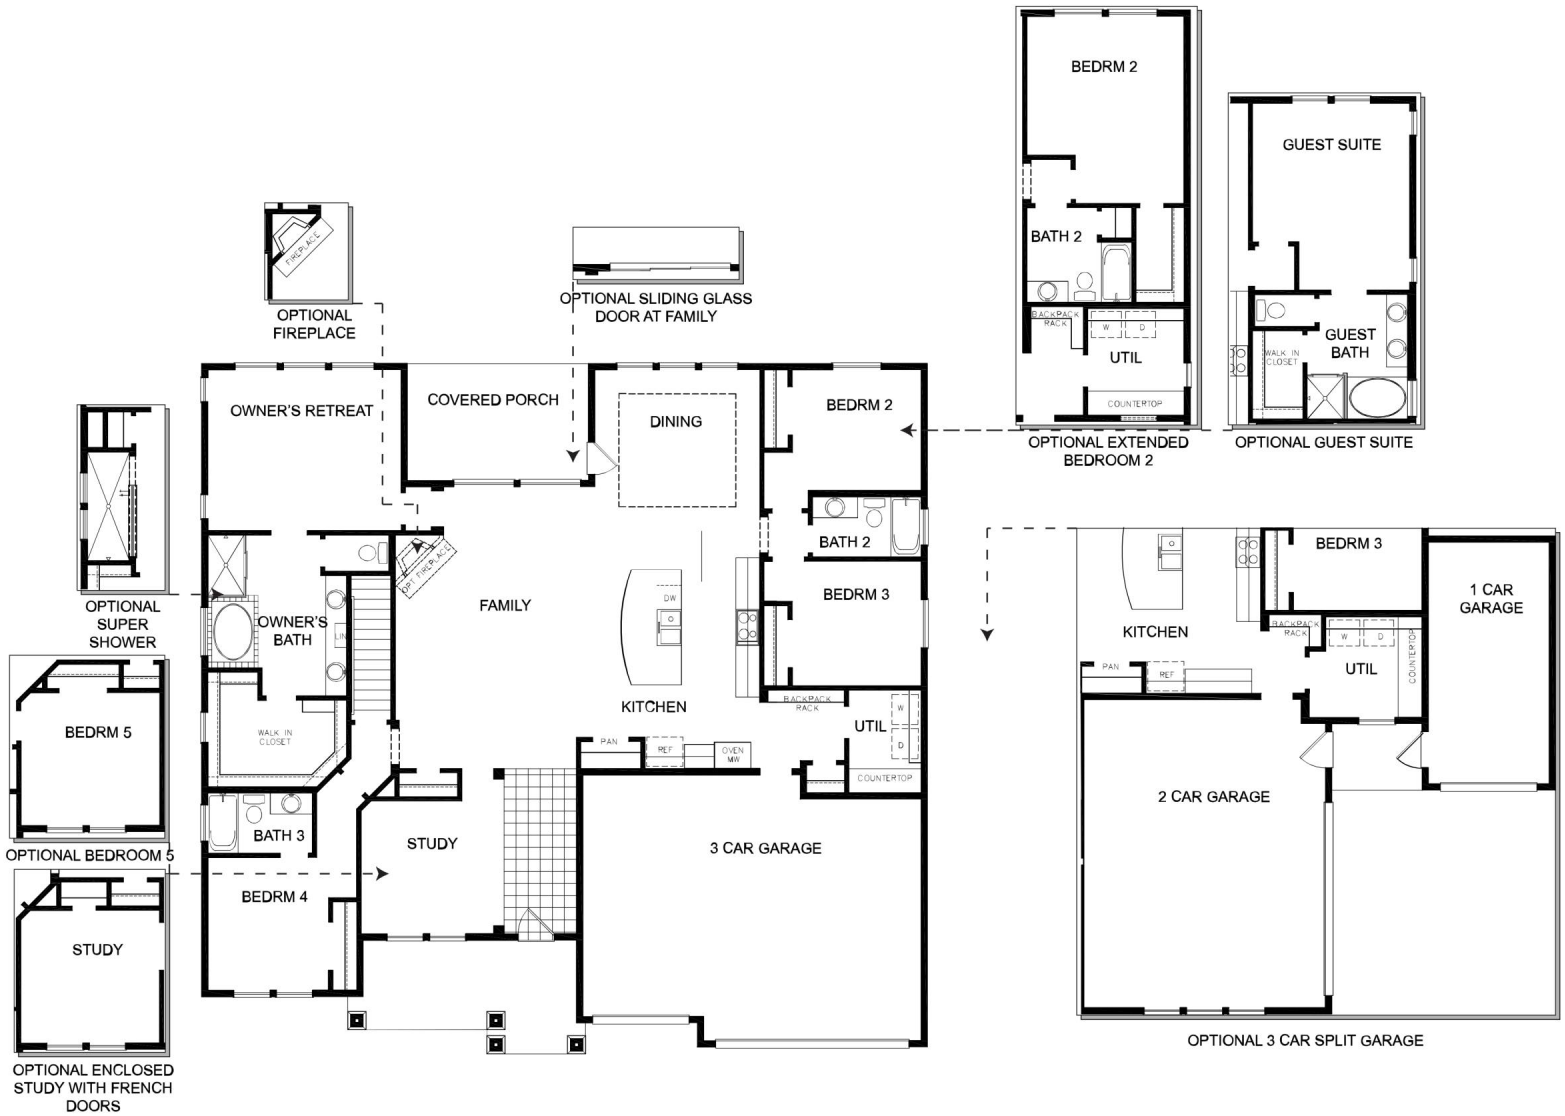 BEDRM 2
BATH 2
BACKPACK
RACK
W
D
UTIL
COUNTERTOP
OPTIONAL EXTENDED
BEDROOM 2
GUEST SUITE
GUEST
BATH
WALK IN
CLOSET
OPTIONAL GUEST SUITE
FIREPLACE
OPTIONAL
FIREPLACE
OPTIONAL SLIDING GLASS
DOOR AT FAMILY
OPTIONAL
SUPER
SHOWER
BEDRM 5
OPTIONAL BEDROOM 5
STUDY
OPTIONAL ENCLOSED
STUDY WITH FRENCH
DOORS
OWNER'S RETREAT
COVERED PORCH
DINING
BEDRM 2
BATH 2
OPT FIREPLACE
FAMILY
DW
BEDRM 3
OWNER'S
BATH
LIN
KITCHEN
BACKPACK
RACK
W
D
UTIL
COUNTERTOP
WALK IN
CLOSET
PAN
REF
OVEN
MW
BATH 3
STUDY
3 CAR GARAGE
BEDRM 4
BEDRM 3
1 CAR
GARAGE
KITCHEN
BACKPACK
RACK
W
D
COUNTERTOP
UTIL
PAN
REF
2 CAR GARAGE
OPTIONAL 3 CAR SPLIT GARAGE